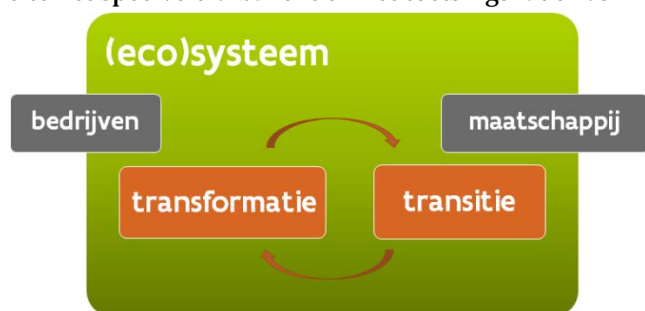 (eco)systeem
bedrijven
maatschappij
transformatie
transitie